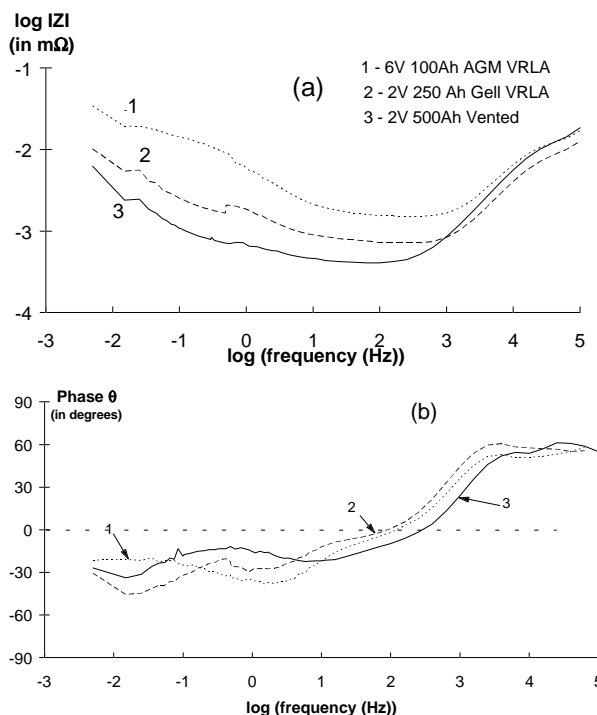 log IZI
(in mΩ)
(a)
1 - 6V 100Ah AGM VRLA
2 - 2V 250 Ah Gell VRLA
3 - 2V 500Ah Vented
-1
-2
-3
-4
1
2
3
-3 -2 -1 0 1 2 3 4 5
log (frequency (Hz))
Phase θ
(in degrees)
(b)
90
60
30
0
-30
-60
-90
1
2
3
-3 -2 -1 0 1 2 3 4 5
log (frequency (Hz))